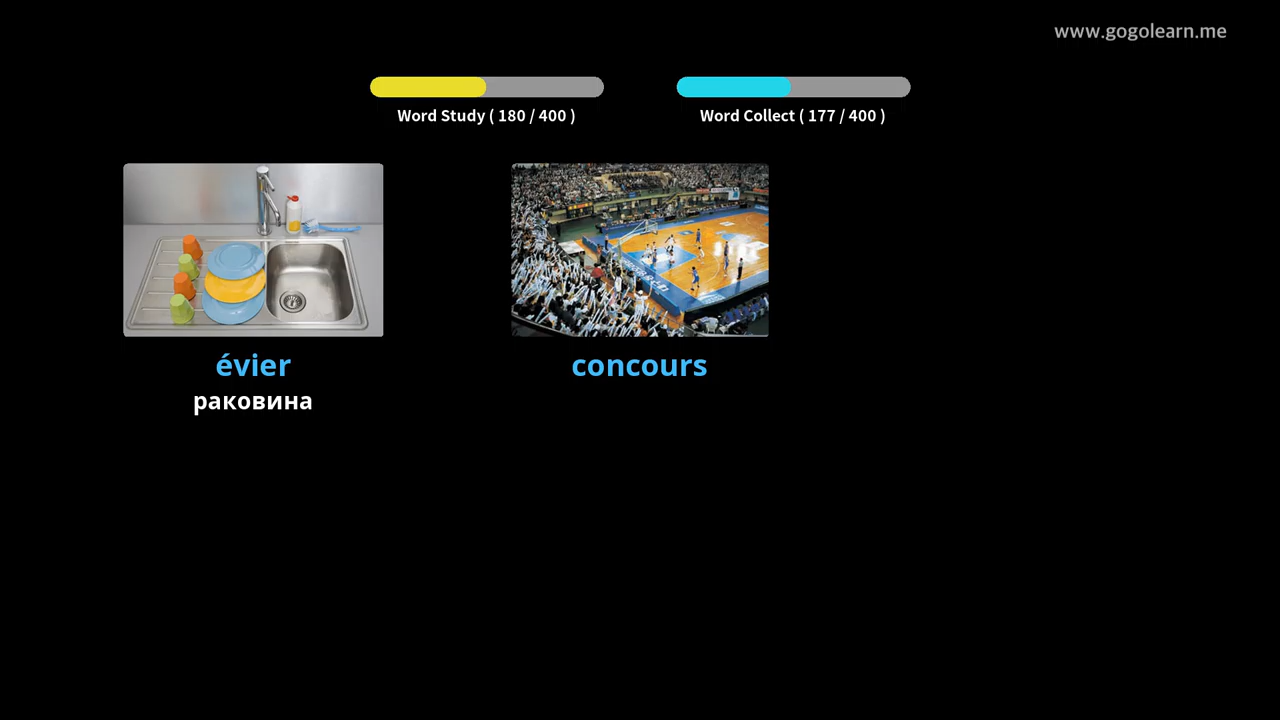 www.gogolearn.me
Word Study ( 180 / 400 )
Word Collect ( 177 / 400 )
évier
concours
раковина